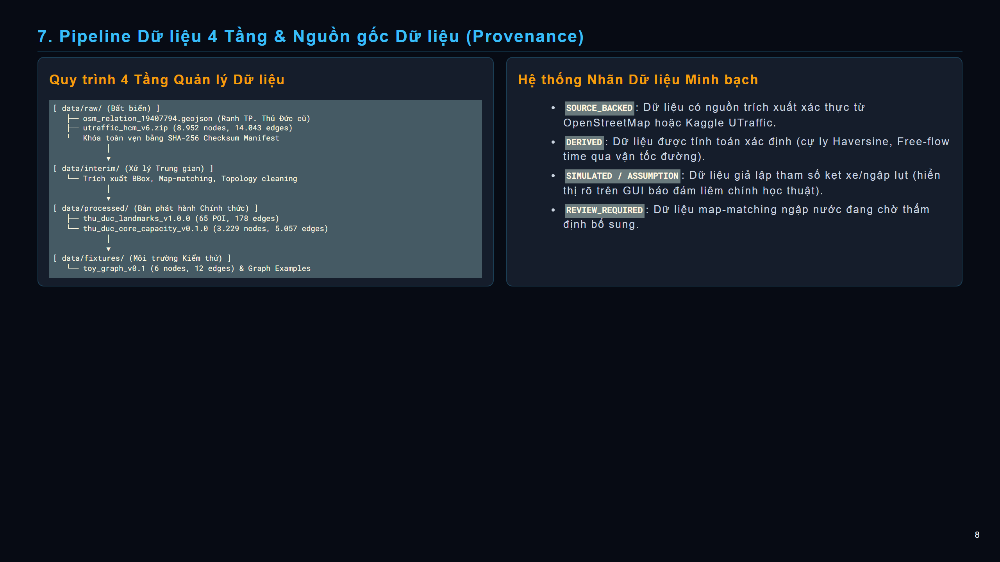 7. Pipeline Dữ liệu 4 Tầng & Nguồn gốc Dữ liệu (Provenance)
Quy trình 4 Tầng Quản lý Dữ liệu
[ data/raw/ (Bất biến) ]
├── osm_relation_19407794.geojson (Ranh TP. Thủ Đức cũ)
├── utraffic_hcm_v6.zip (8.952 nodes, 14.043 edges)
└── Khóa toàn vẹn bằng SHA-256 Checksum Manifest
│
▼
[ data/interim/ (Xử lý Trung gian) ]
└── Trích xuất BBox, Map-matching, Topology cleaning
│
▼
[ data/processed/ (Bản phát hành Chính thức) ]
├── thu_duc_landmarks_v1.0.0 (65 POI, 178 edges)
└── thu_duc_core_capacity_v0.1.0 (3.229 nodes, 5.057 edges)
│
▼
[ data/fixtures/ (Môi trường Kiểm thử) ]
└── toy_graph_v0.1 (6 nodes, 12 edges) & Graph Examples
Hệ thống Nhãn Dữ liệu Minh bạch
• SOURCE_BACKED: Dữ liệu có nguồn trích xuất xác thực từ
OpenStreetMap hoặc Kaggle UTraffic.
• DERIVED: Dữ liệu được tính toán xác định (cự ly Haversine, Free-flow
time qua vận tốc đường).
• SIMULATED / ASSUMPTION: Dữ liệu giả lập tham số kẹt xe/ngập lụt (hiển
thị rõ trên GUI bảo đảm liêm chính học thuật).
• REVIEW_REQUIRED: Dữ liệu map-matching ngập nước đang chờ thẩm
định bổ sung.
8